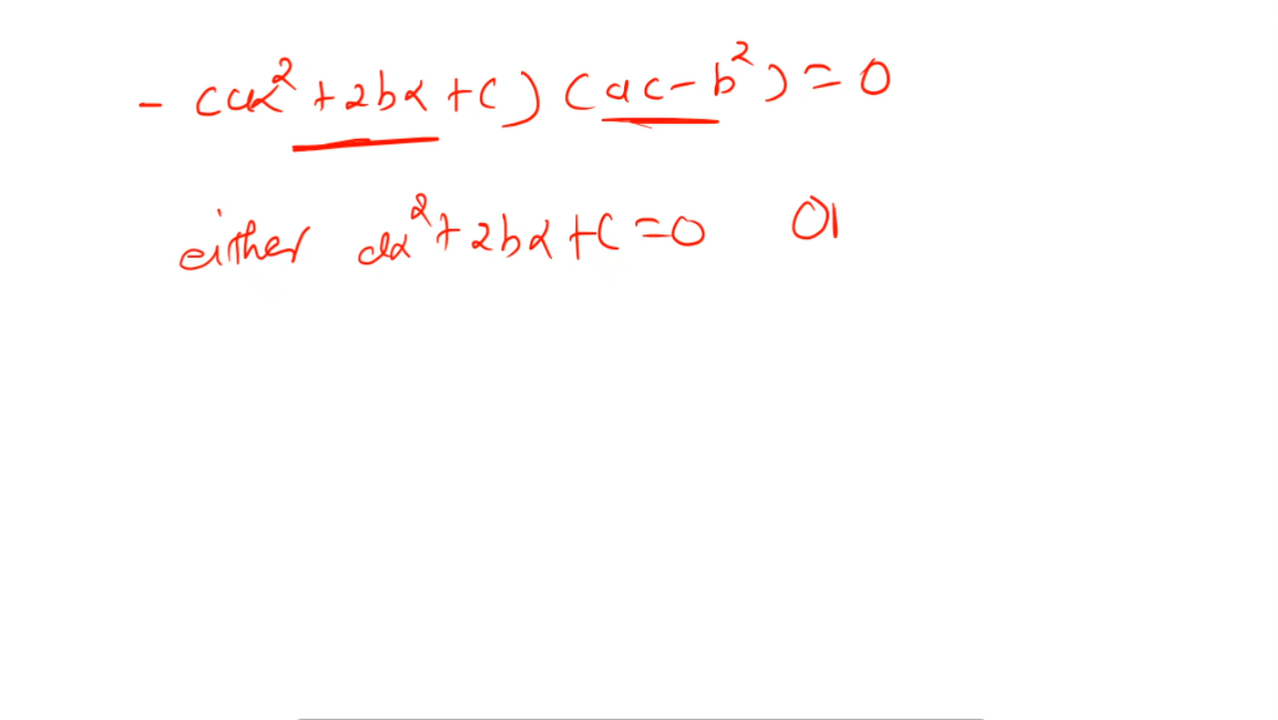 - (aα² + 2bα + c) (ac - b²) = 0
either aα² + 2bα + c = 0 Or